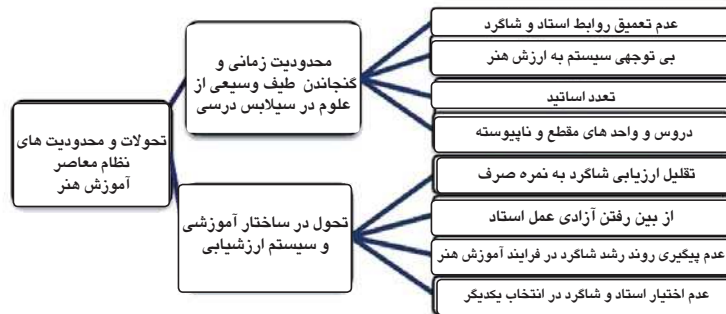 تحولات و محدودیت های
نظام معاصر
آموزش هنر
محدودیت زمانی و
گنجاندن طیف وسیعی از
علوم در سیلابس درسی
عدم تعمیق روابط استاد و شاگرد
بی توجهی سیستم به ارزش هنر
تعدد اساتید
دروس و واحد های مقطع و ناپیوسته
تحول در ساختار آموزشی
و سیستم ارزشیابی
تقلیل ارزیابی شاگرد به نمره صرف
از بین رفتن آزادی عمل استاد
عدم پیگیری روند رشد شاگرد در فرایند آموزش هنر
عدم اختیار استاد و شاگرد در انتخاب یکدیگر